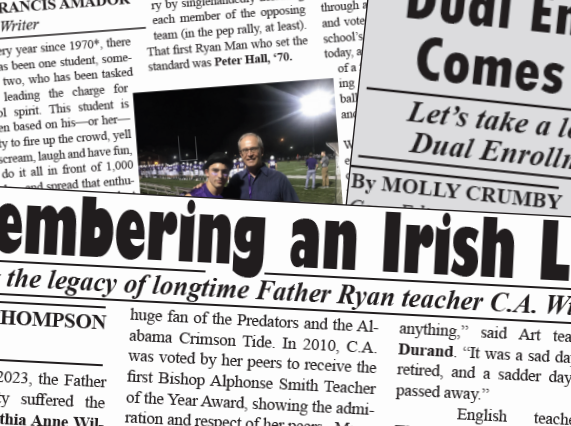 RANCIS AMADOR
Writer
ery year since 1970*, there
as been one student, some-
two, who has been tasked
leading the charge for
ol spirit. This student is
en based on his—or her—
ty to fire up the crowd, yell
scream, laugh and have fun,
do it all in front of 1,000
and spread that enthu-
ry by singlehandedly
each member of the opposing
team (in the pep rally, at least).
That first Ryan Man who set the
standard was Peter Hall, ‘70.
through a
and vote
school’s
today, a
of a
ing
ball
and
W
Dual En
Comes
Let’s take a l
Dual Enrolln
By MOLLY CRUMBY
embering an Irish L
the legacy of longtime Father Ryan teacher C.A. Wi
HOMPSON
2023, the Father
ty suffered the
thia Anne Wil-
huge fan of the Predators and the Al-
abama Crimson Tide. In 2010, C.A.
was voted by her peers to receive the
first Bishop Alphonse Smith Teacher
of the Year Award, showing the admi-
ration and respect of her peers.
anything,” said Art tea
Durand. “It was a sad da
retired, and a sadder day
passed away.”
English teache